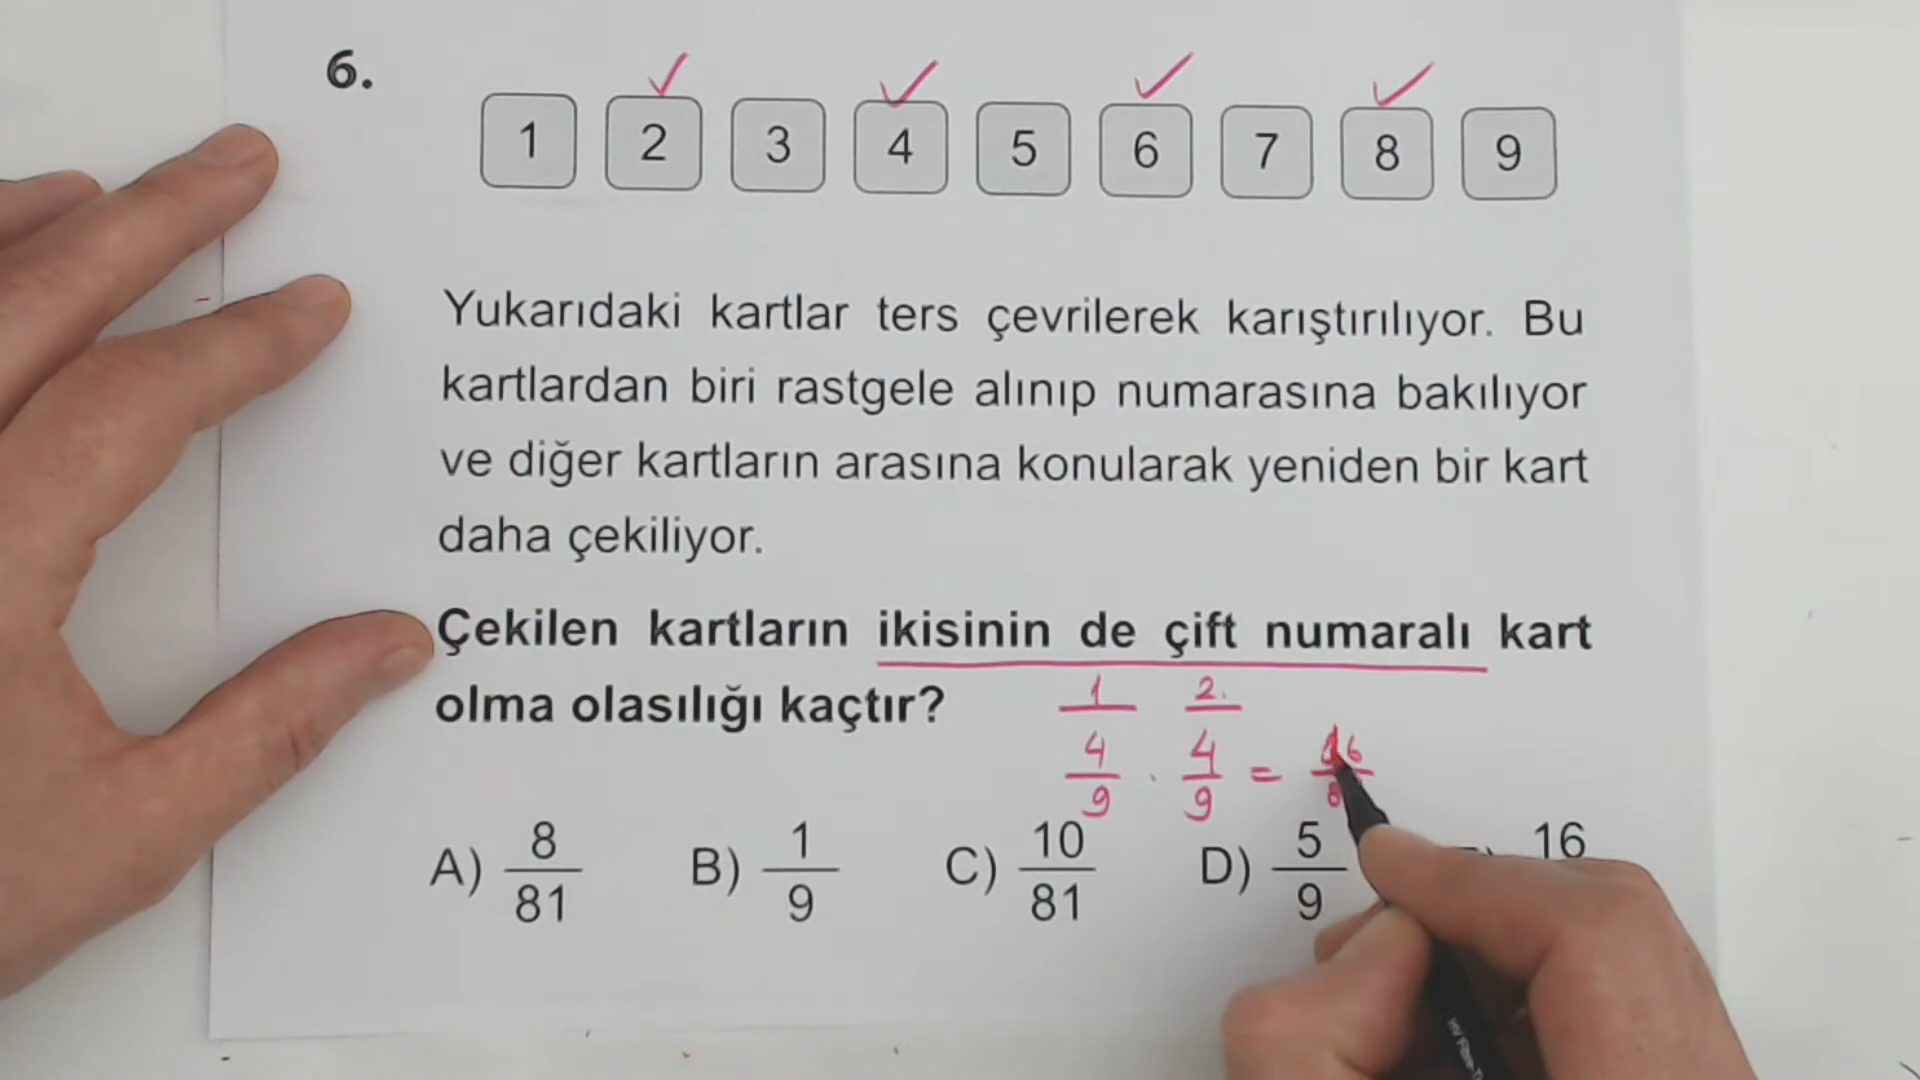 6.
1 2 3 4 5 6 7 8 9
Yukarıdaki kartlar ters çevrilerek karıştırılıyor. Bu
kartlardan biri rastgele alınıp numarasına bakılıyor
ve diğer kartların arasına konularak yeniden bir kart
daha çekiliyor.
Çekilen kartların ikisinin de çift numaralı kart
olma olasılığı kaçtır?
1 2.
4/9 . 4/9 = 16/8
A) 8/81 B) 1/9 C) 10/81 D) 5/9 16